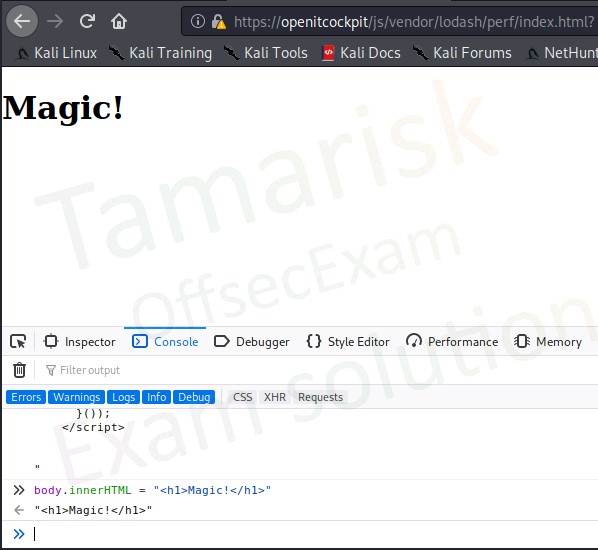 https://openitcockpit/js/vendor/lodash/perf/index.html?
Kali Linux Kali Training Kali Tools Kali Docs Kali Forums NetHunt
Magic!
Tamarisk
OffsecExam
Exam solution
Inspector Console Debugger Style Editor Performance Memory
Filter output
Errors Warnings Logs Info Debug CSS XHR Requests
}());
</script>
"
body.innerHTML = "<h1>Magic!</h1>"
"<h1>Magic!</h1>"